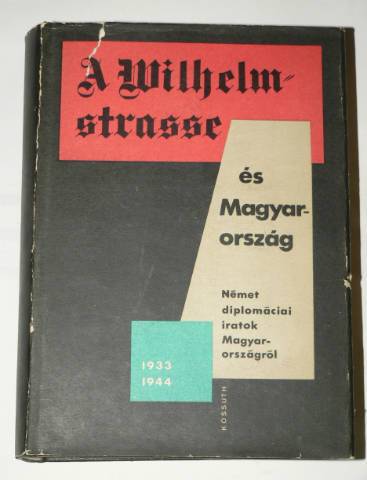 A Wilhelm-
strasse
és
Magyar-
ország
Német
diplomáciai
iratok
Magyar-
országról
1933
1944
KOSSUTH